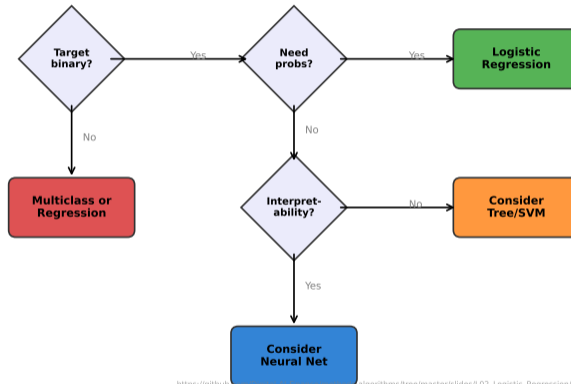 Target
binary?
Yes
Need
probs?
Yes
Logistic
Regression
No
No
Multiclass or
Regression
Interpret-
ability?
No
Consider
Tree/SVM
Yes
Consider
Neural Net